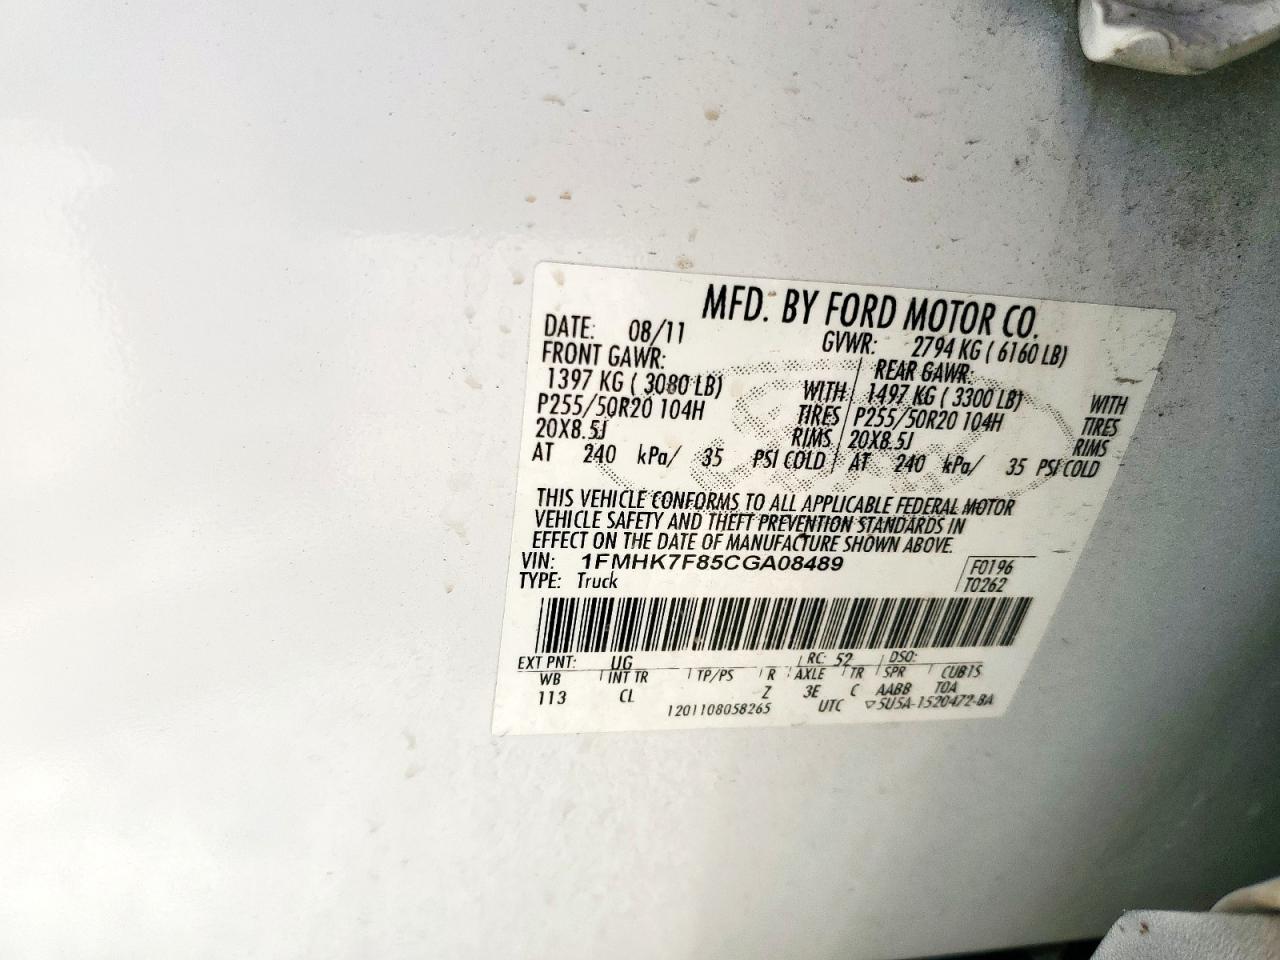 MFD. BY FORD MOTOR CO.
DATE: 08/11 GVWR: 2794 KG ( 6160 LB)
FRONT GAWR: REAR GAWR:
1397 KG ( 3080 LB) WITH 1497 KG ( 3300 LB) WITH
P255/50R20 104H TIRES P255/50R20 104H TIRES
20X8.5J RIMS 20X8.5J RIMS
AT 240 kPa/ 35 PSI COLD AT 240 kPa/ 35 PSI COLD
THIS VEHICLE CONFORMS TO ALL APPLICABLE FEDERAL MOTOR
VEHICLE SAFETY AND THEFT PREVENTION STANDARDS IN
EFFECT ON THE DATE OF MANUFACTURE SHOWN ABOVE.
VIN: 1FMHK7F85CGA08489 F0196
TYPE: Truck T0262
EXT PNT: UG RC: 52 DSO:
WB INT TR TP/PS R AXLE TR SPR CUB15
113 CL Z 3E C AABB TOA
1201108058265 UTC ▽5U5A-1520472-BA